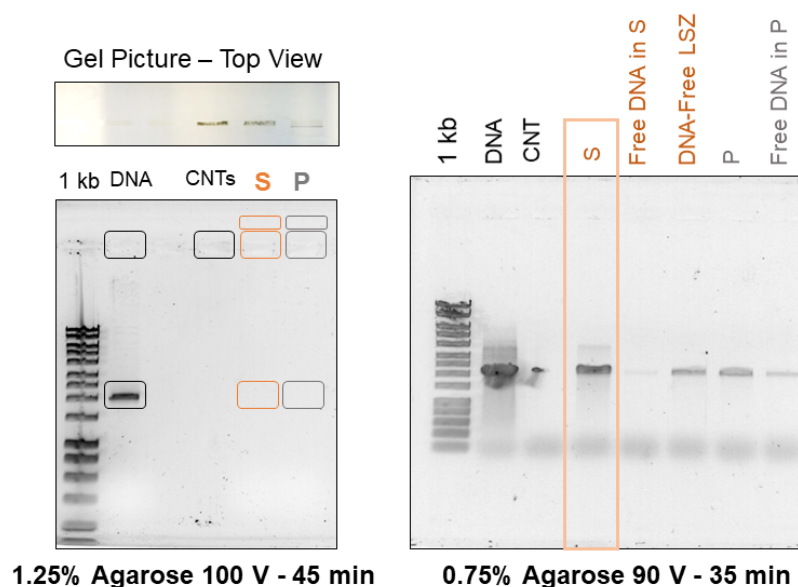 Gel Picture – Top View
1 kb DNA CNTs S P
1.25% Agarose 100 V - 45 min
1 kb
DNA
CNT
S
Free DNA in S
DNA-Free LSZ
P
Free DNA in P
0.75% Agarose 90 V - 35 min